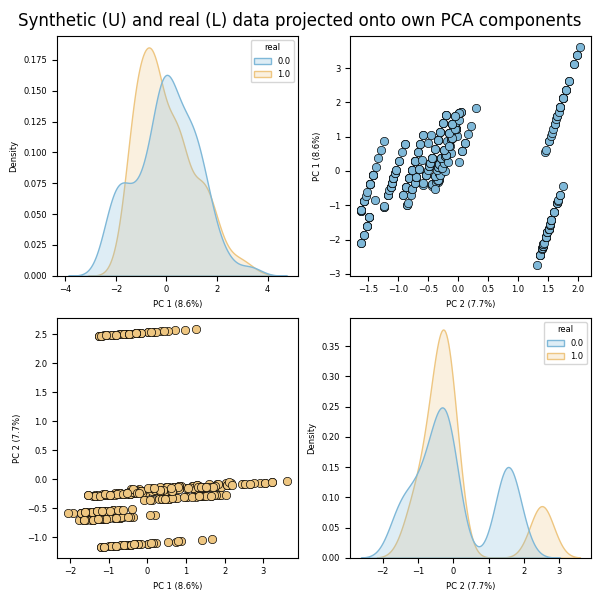 Synthetic (U) and real (L) data projected onto own PCA components
real
0.0
1.0
Density
0.175
0.150
0.125
0.100
0.075
0.050
0.025
0.000
−4 −2 0 2 4
PC 1 (8.6%)
PC 1 (8.6%)
3
2
1
0
−1
−2
−3
−1.5 −1.0 −0.5 0.0 0.5 1.0 1.5 2.0
PC 2 (7.7%)
PC 2 (7.7%)
2.5
2.0
1.5
1.0
0.5
0.0
−0.5
−1.0
−2 −1 0 1 2 3
PC 1 (8.6%)
real
0.0
1.0
Density
0.35
0.30
0.25
0.20
0.15
0.10
0.05
0.00
−2 −1 0 1 2 3
PC 2 (7.7%)